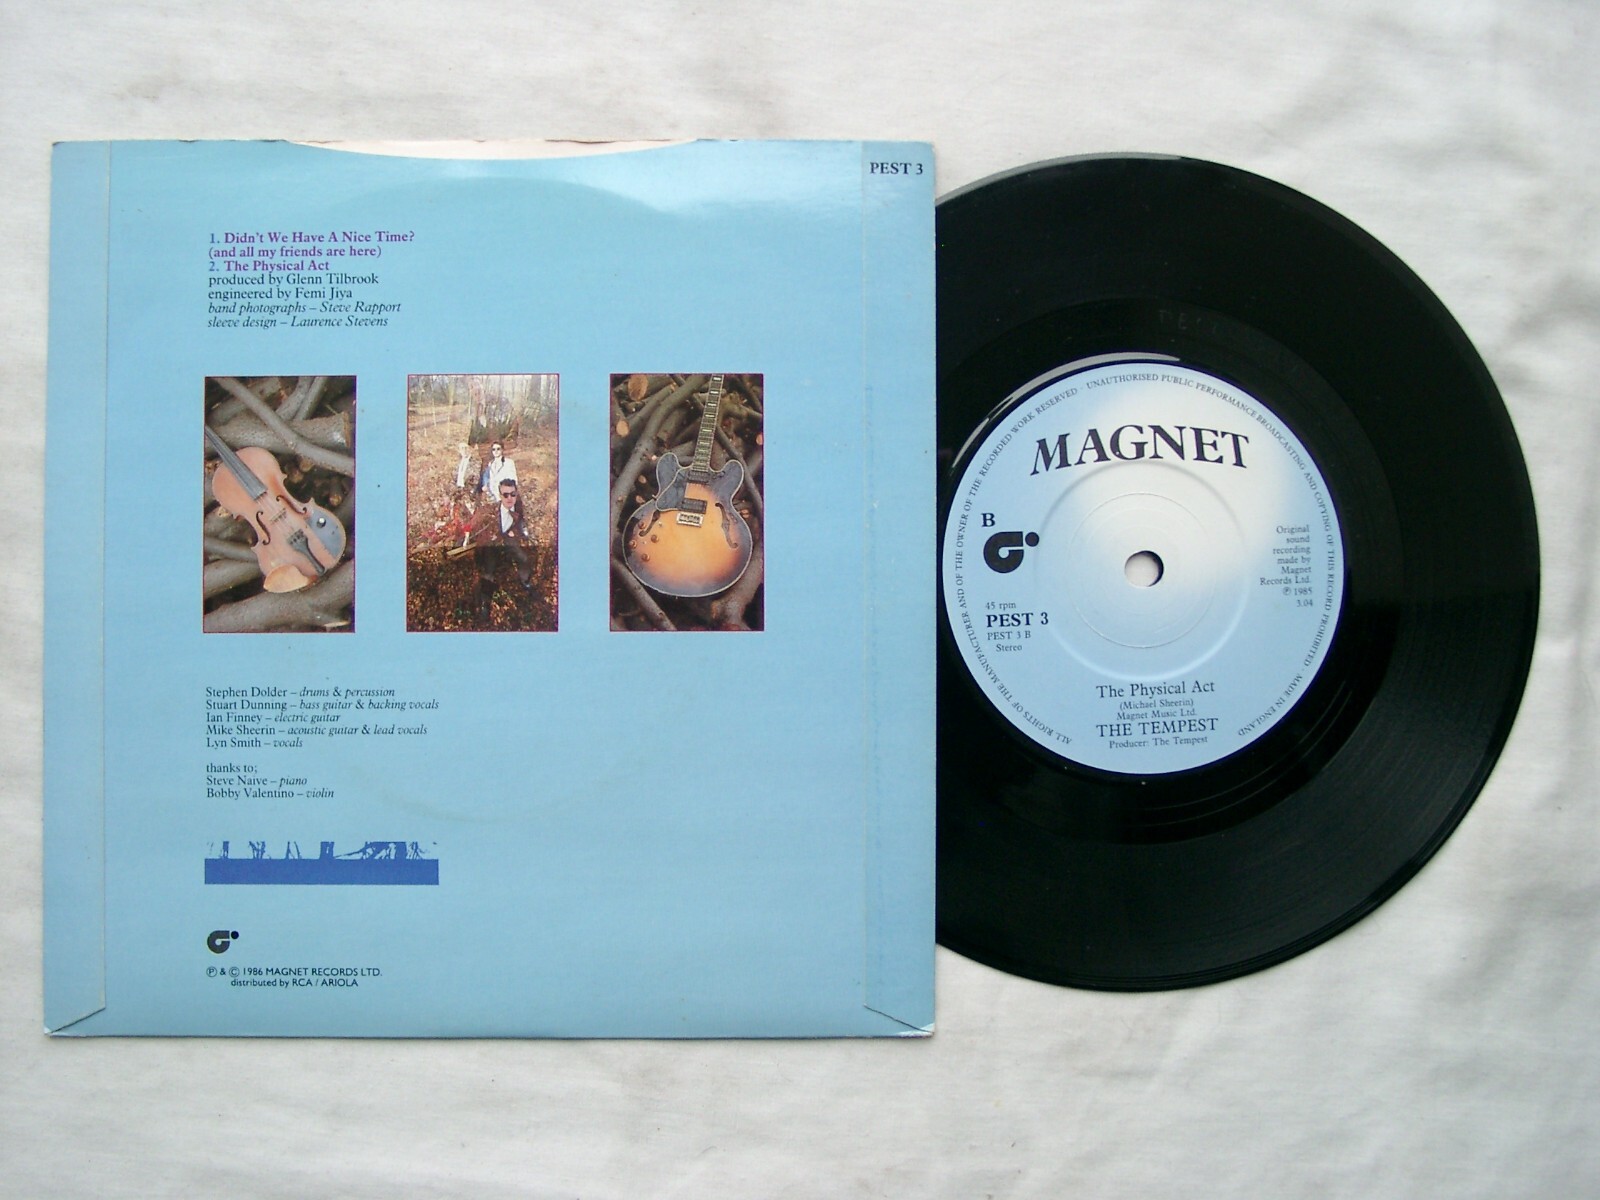 PEST 3
1. Didn't We Have A Nice Time?
(and all my friends are here)
2. The Physical Act
produced by Glenn Tilbrook
engineered by Femi Jiya
band photographs – Steve Rapport
sleeve design – Laurence Stevens
Stephen Dolder – drums & percussion
Stuart Dunning – bass guitar & backing vocals
Ian Finney – electric guitar
Mike Sheerin – acoustic guitar & lead vocals
Lyn Smith – vocals
thanks to;
Steve Naive – piano
Bobby Valentino – violin
Ⓟ & © 1986 MAGNET RECORDS LTD.
distributed by RCA / ARIOLA
ALL RIGHTS OF THE MANUFACTURER AND OF THE OWNER OF THE RECORDED WORK RESERVED · UNAUTHORISED PUBLIC PERFORMANCE BROADCASTING AND COPYING OF THIS RECORD PROHIBITED · MADE IN ENGLAND
MAGNET
B
Original
sound
recording
made by
Magnet
Records Ltd.
Ⓟ 1985
3.04
45 rpm
PEST 3
PEST 3 B
Stereo
The Physical Act
(Michael Sheerin)
Magnet Music Ltd.
THE TEMPEST
Producer: The Tempest